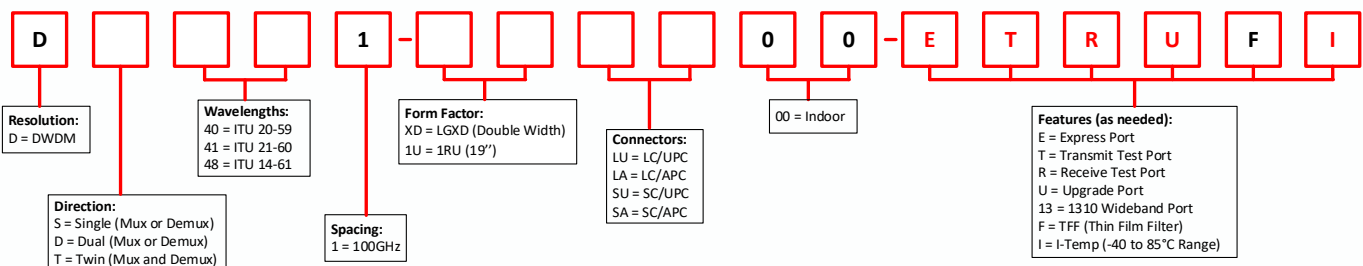 D 1 - 0 0 - E T R U F I
Resolution:
D = DWDM
Wavelengths:
40 = ITU 20-59
41 = ITU 21-60
48 = ITU 14-61
Form Factor:
XD = LGXD (Double Width)
1U = 1RU (19’’)
00 = Indoor
Features (as needed):
E = Express Port
T = Transmit Test Port
R = Receive Test Port
U = Upgrade Port
13 = 1310 Wideband Port
F = TFF (Thin Film Filter)
I = I-Temp (-40 to 85°C Range)
Connectors:
LU = LC/UPC
LA = LC/APC
SU = SC/UPC
SA = SC/APC
Direction:
S = Single (Mux or Demux)
D = Dual (Mux or Demux)
T = Twin (Mux and Demux)
Spacing:
1 = 100GHz